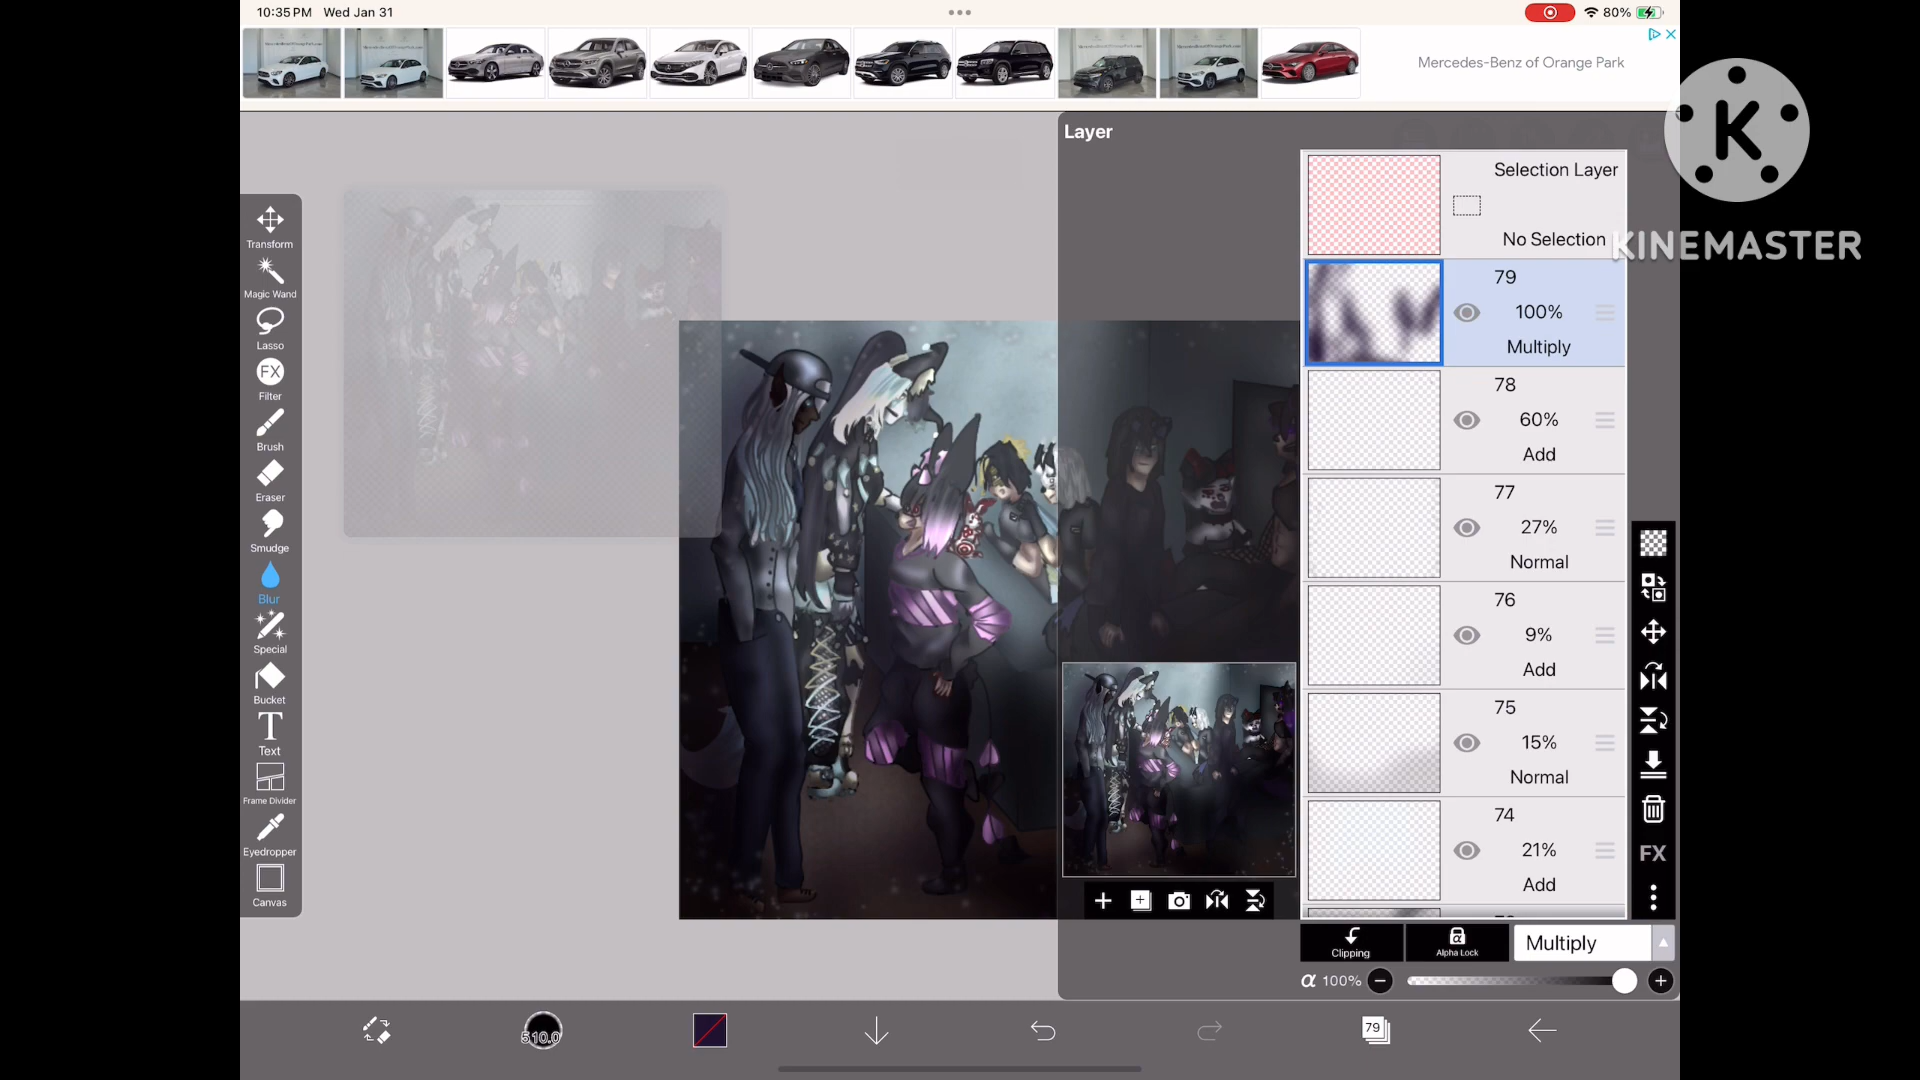 10:35 PM Wed Jan 31
80%
Mercedes-Benz of Orange Park
K
KINEMASTER
Layer
Selection Layer
No Selection
79
100%
Multiply
78
60%
Add
77
27%
Normal
76
9%
Add
75
15%
Normal
74
21%
Add
Transform
Magic Wand
Lasso
FX
Filter
Brush
Eraser
Smudge
Blur
Special
Bucket
T
Text
Frame Divider
Eyedropper
Canvas
FX
Clipping
α
Alpha Lock
Multiply
α 100%
510.0
79